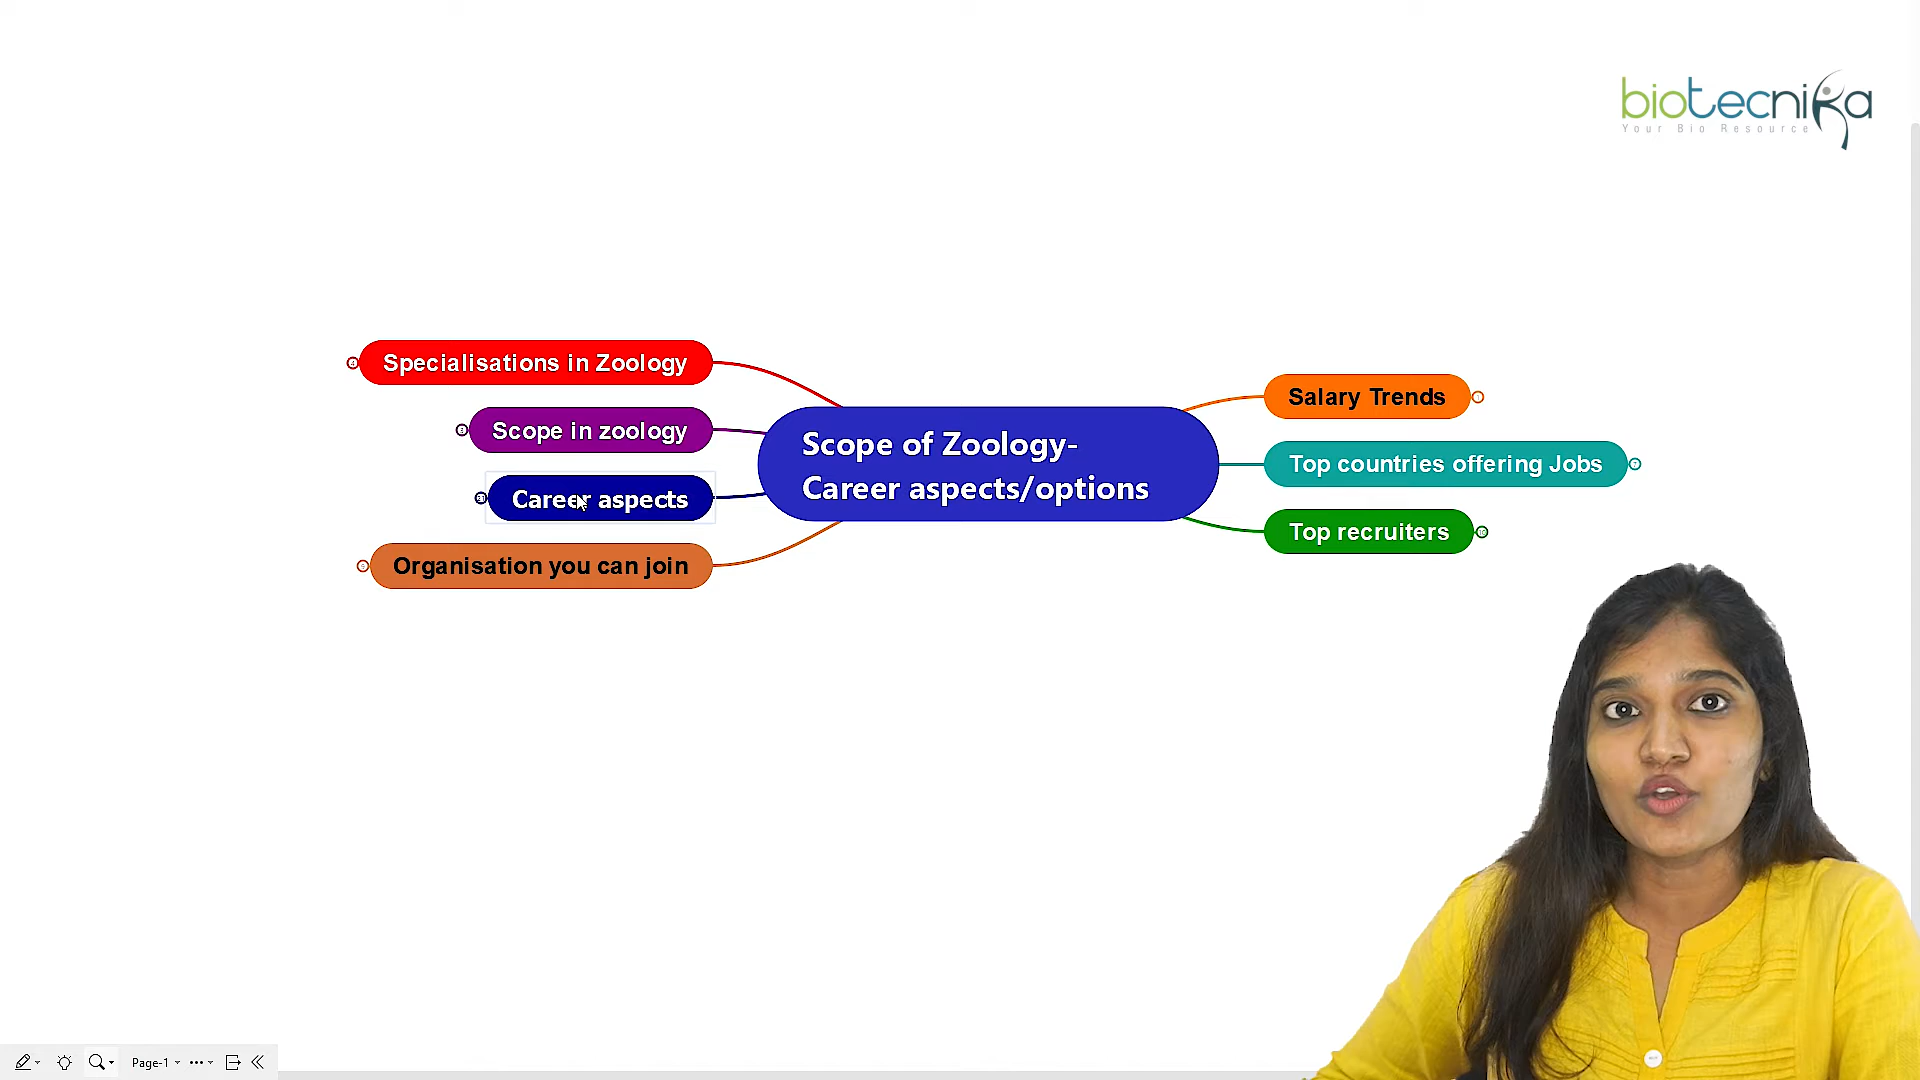 biotecnika
Your Bio Resource
Specialisations in Zoology
Scope in zoology
Career aspects
Organisation you can join
Scope of Zoology-
Career aspects/options
Salary Trends
Top countries offering Jobs
Top recruiters
Page-1